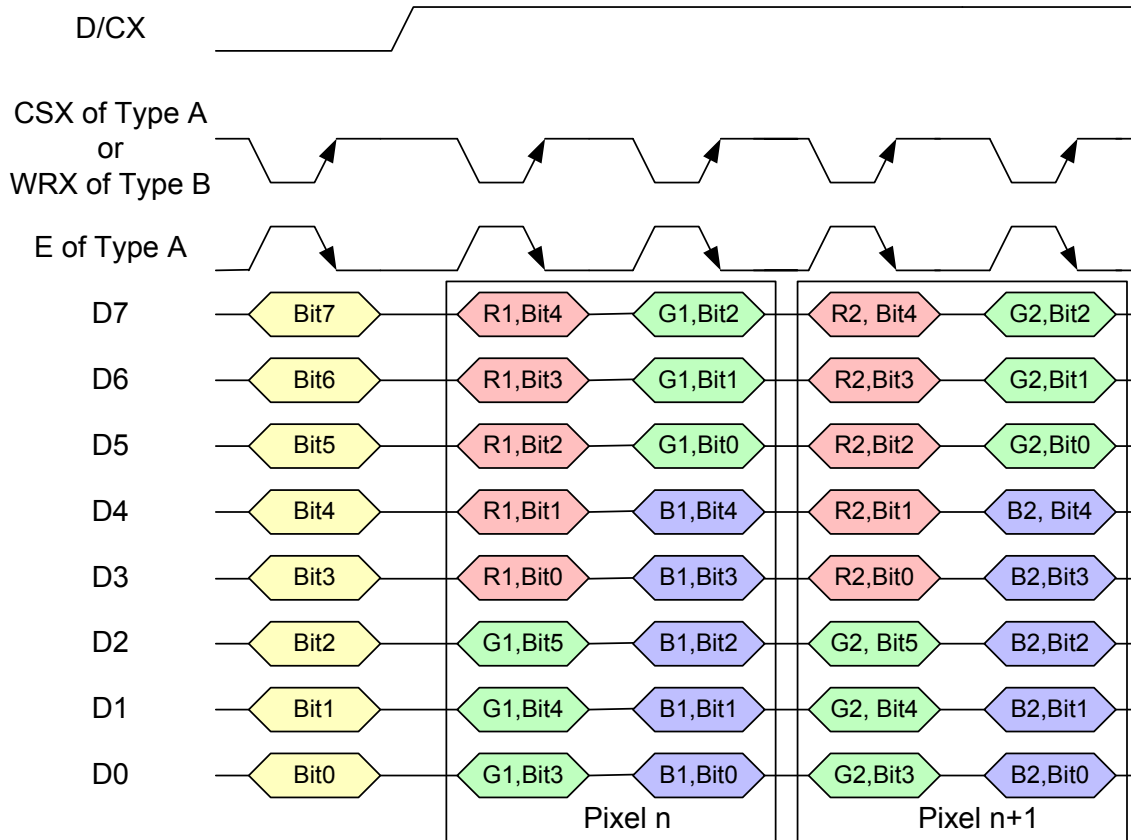 D/CX
CSX of Type A
or
WRX of Type B
E of Type A
D7 Bit7 R1,Bit4 G1,Bit2 R2, Bit4 G2,Bit2
D6 Bit6 R1,Bit3 G1,Bit1 R2,Bit3 G2,Bit1
D5 Bit5 R1,Bit2 G1,Bit0 R2,Bit2 G2,Bit0
D4 Bit4 R1,Bit1 B1,Bit4 R2,Bit1 B2, Bit4
D3 Bit3 R1,Bit0 B1,Bit3 R2,Bit0 B2,Bit3
D2 Bit2 G1,Bit5 B1,Bit2 G2, Bit5 B2,Bit2
D1 Bit1 G1,Bit4 B1,Bit1 G2, Bit4 B2,Bit1
D0 Bit0 G1,Bit3 B1,Bit0 G2,Bit3 B2,Bit0
Pixel n Pixel n+1